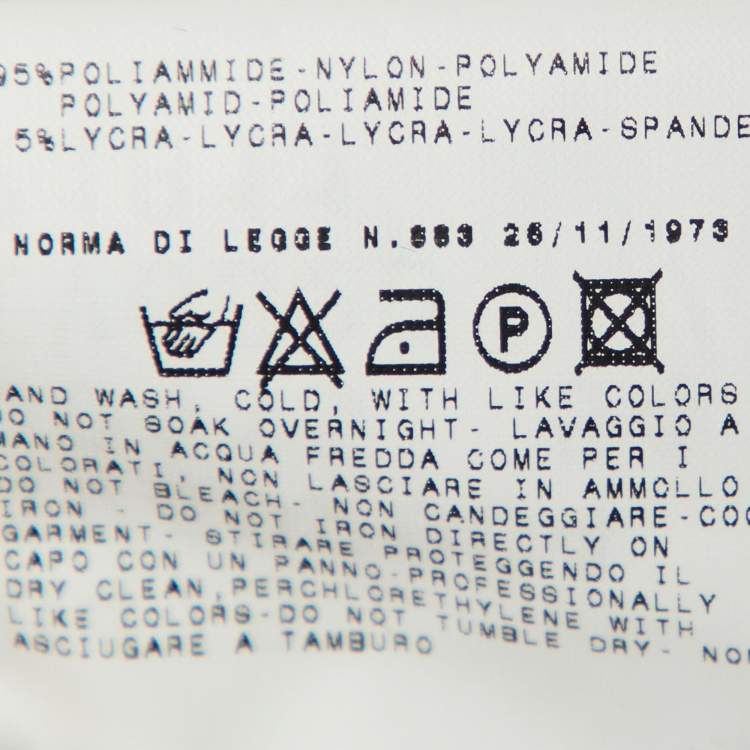 95%POLIAMMIDE-NYLON-POLYAMIDE
POLYAMID-POLIAMIDE
5%LYCRA-LYCRA-LYCRA-LYCRA-SPANDE
NORMA DI LEGGE N.883 26/11/1973
P
AND WASH, COLD, WITH LIKE COLORS
DO NOT SOAK OVERNIGHT- LAVAGGIO A
MANO IN ACQUA FREDDA COME PER I
COLORATI, NON LASCIARE IN AMMOLLO
DO NOT BLEACH- NON CANDEGGIARE-COO
IRON - DO NOT IRON DIRECTLY ON
GARMENT- STIRARE PROTEGGENDO IL
CAPO CON UN PANNO-PROFESSIONALLY
DRY CLEAN,PERCHLORETHYLENE WITH
LIKE COLORS-DO NOT TUMBLE DRY- NON
ASCIUGARE A TAMBURO